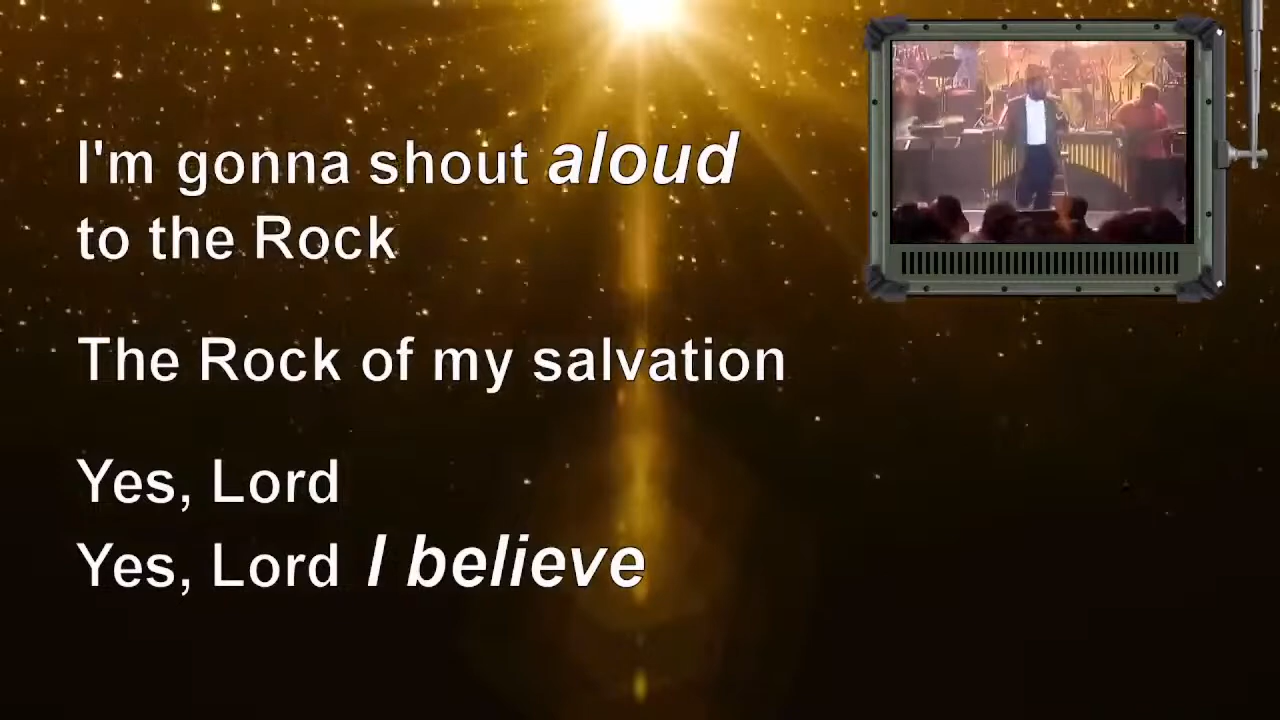 I'm gonna shout aloud
to the Rock
The Rock of my salvation
Yes, Lord
Yes, Lord I believe